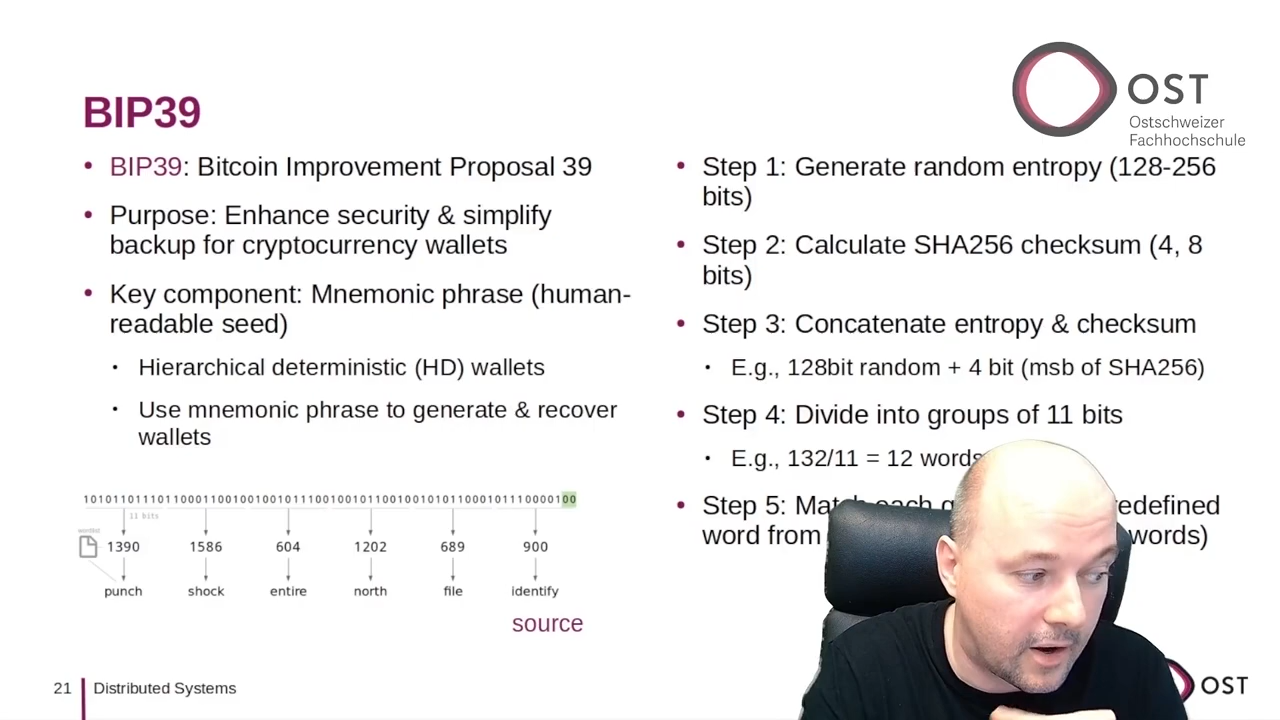 OST
Ostschweizer
Fachhochschule
BIP39
• BIP39: Bitcoin Improvement Proposal 39
• Purpose: Enhance security & simplify
backup for cryptocurrency wallets
• Key component: Mnemonic phrase (human-
readable seed)
• Hierarchical deterministic (HD) wallets
• Use mnemonic phrase to generate & recover
wallets
11 bits
wordlist
1390 1586 604 1202 689 900
punch shock entire north file identify
source
• Step 1: Generate random entropy (128-256
bits)
• Step 2: Calculate SHA256 checksum (4, 8
bits)
• Step 3: Concatenate entropy & checksum
• E.g., 128bit random + 4 bit (msb of SHA256)
• Step 4: Divide into groups of 11 bits
• E.g., 132/11 = 12 words
• Step 5: Match each
word from words)
21 Distributed Systems
OST